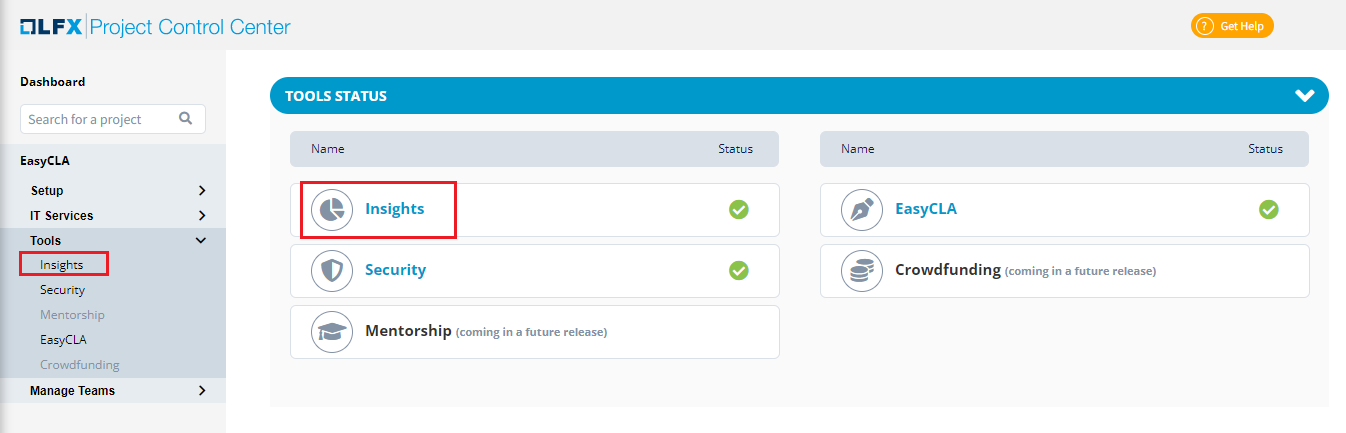 LFX Project Control Center
? Get Help
Dashboard
Search for a project
EasyCLA
Setup
IT Services
Tools
Insights
Security
Mentorship
EasyCLA
Crowdfunding
Manage Teams
TOOLS STATUS
Name Status
Insights
Security
Mentorship (coming in a future release)
Name Status
EasyCLA
Crowdfunding (coming in a future release)